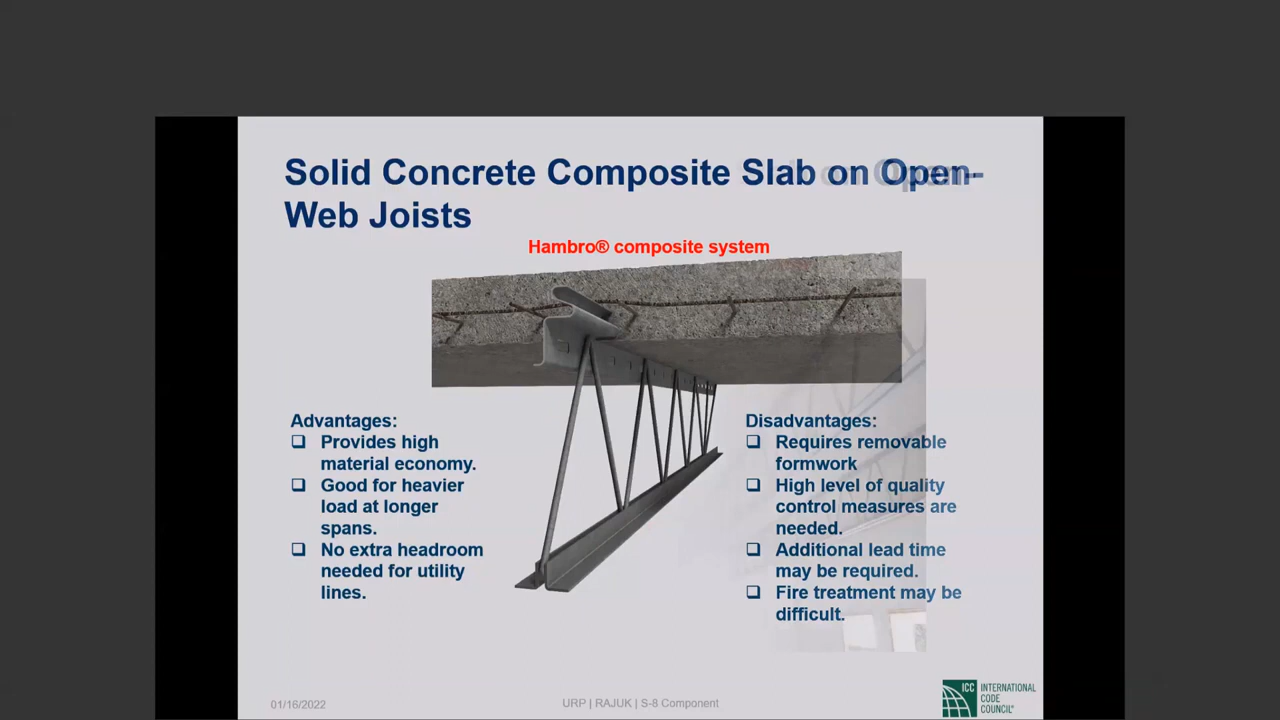 Solid Concrete Composite Slab on Open-
Web Joists
Hambro® composite system
Advantages:
❑ Provides high
material economy.
❑ Good for heavier
load at longer
spans.
❑ No extra headroom
needed for utility
lines.
Disadvantages:
❑ Requires removable
formwork
❑ High level of quality
control measures are
needed.
❑ Additional lead time
may be required.
❑ Fire treatment may be
difficult.
01/16/2022
URP | RAJUK | S-8 Component
ICC
INTERNATIONAL
CODE
COUNCIL®